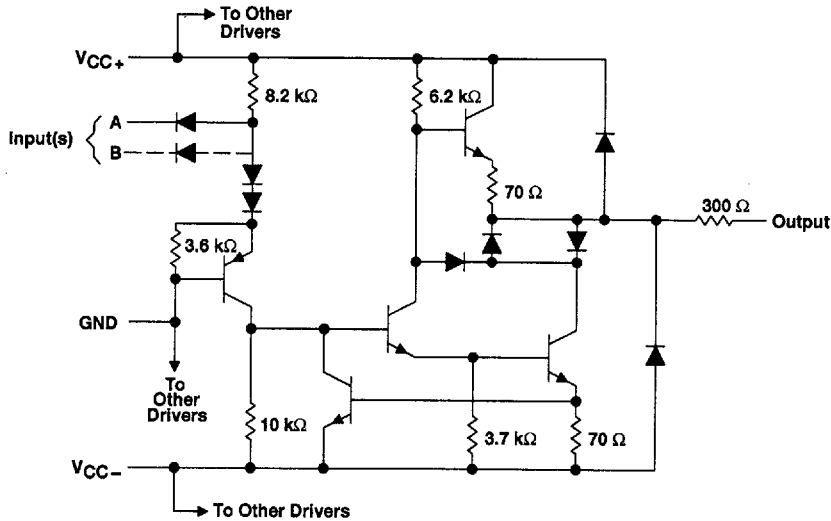 To Other
Drivers
VCC+
8.2 kΩ
6.2 kΩ
Input(s)
A
B
70 Ω
300 Ω
Output
3.6 kΩ
GND
To
Other
Drivers
10 kΩ
3.7 kΩ
70 Ω
VCC−
To Other Drivers